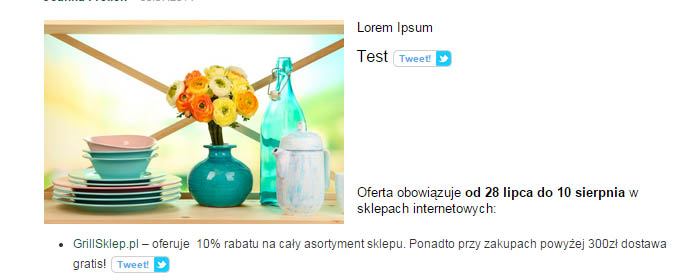 Lorem Ipsum
Test Tweet!
Oferta obowiązuje od 28 lipca do 10 sierpnia w
sklepach internetowych:
• GrillSklep.pl – oferuje 10% rabatu na cały asortyment sklepu. Ponadto przy zakupach powyżej 300zł dostawa
gratis! Tweet!